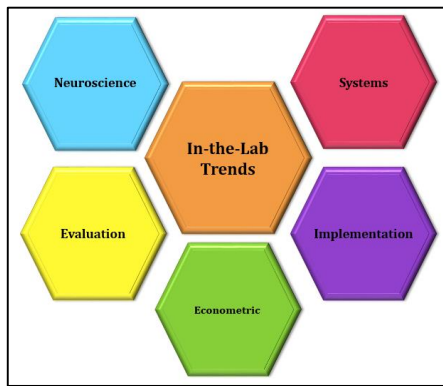 Neuroscience
Systems
In-the-Lab
Trends
Evaluation
Implementation
Econometric